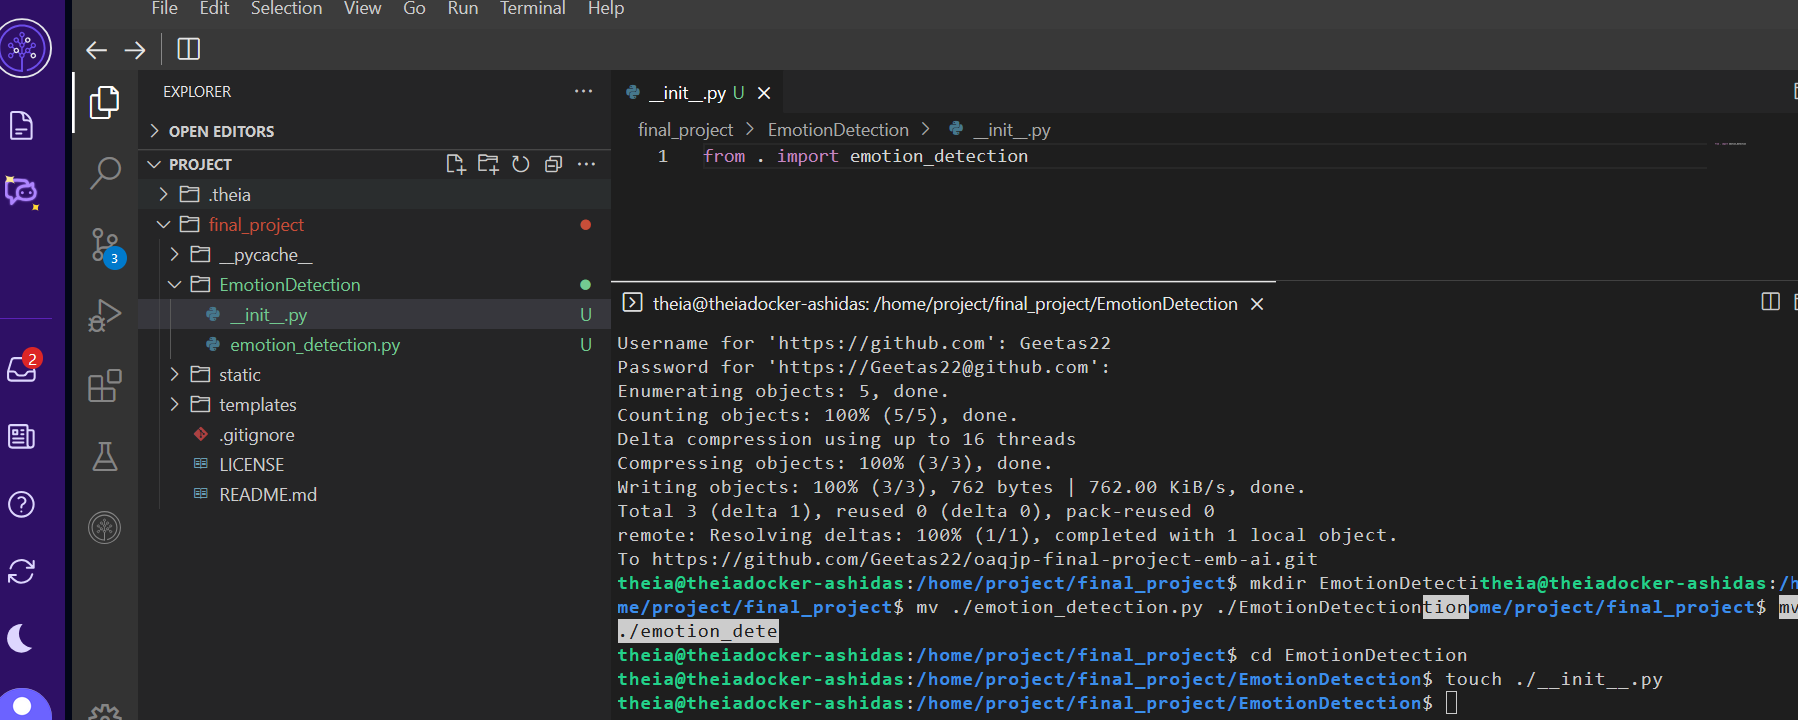 File Edit Selection View Go Run Terminal Help
EXPLORER
OPEN EDITORS
PROJECT
.theia
final_project
__pycache__
EmotionDetection
__init__.py U
emotion_detection.py U
static
templates
.gitignore
LICENSE
README.md
3
2
__init__.py U
final_project EmotionDetection __init__.py
1 from . import emotion_detection
theia@theiadocker-ashidas: /home/project/final_project/EmotionDetection
Username for 'https://github.com': Geetas22
Password for 'https://Geetas22@github.com':
Enumerating objects: 5, done.
Counting objects: 100% (5/5), done.
Delta compression using up to 16 threads
Compressing objects: 100% (3/3), done.
Writing objects: 100% (3/3), 762 bytes | 762.00 KiB/s, done.
Total 3 (delta 1), reused 0 (delta 0), pack-reused 0
remote: Resolving deltas: 100% (1/1), completed with 1 local object.
To https://github.com/Geetas22/oaqjp-final-project-emb-ai.git
theia@theiadocker-ashidas:/home/project/final_project$ mkdir EmotionDetectitheia@theiadocker-ashidas:/h
me/project/final_project$ mv ./emotion_detection.py ./EmotionDetectiontionome/project/final_project$ mv
./emotion_dete
theia@theiadocker-ashidas:/home/project/final_project$ cd EmotionDetection
theia@theiadocker-ashidas:/home/project/final_project/EmotionDetection$ touch ./__init__.py
theia@theiadocker-ashidas:/home/project/final_project/EmotionDetection$